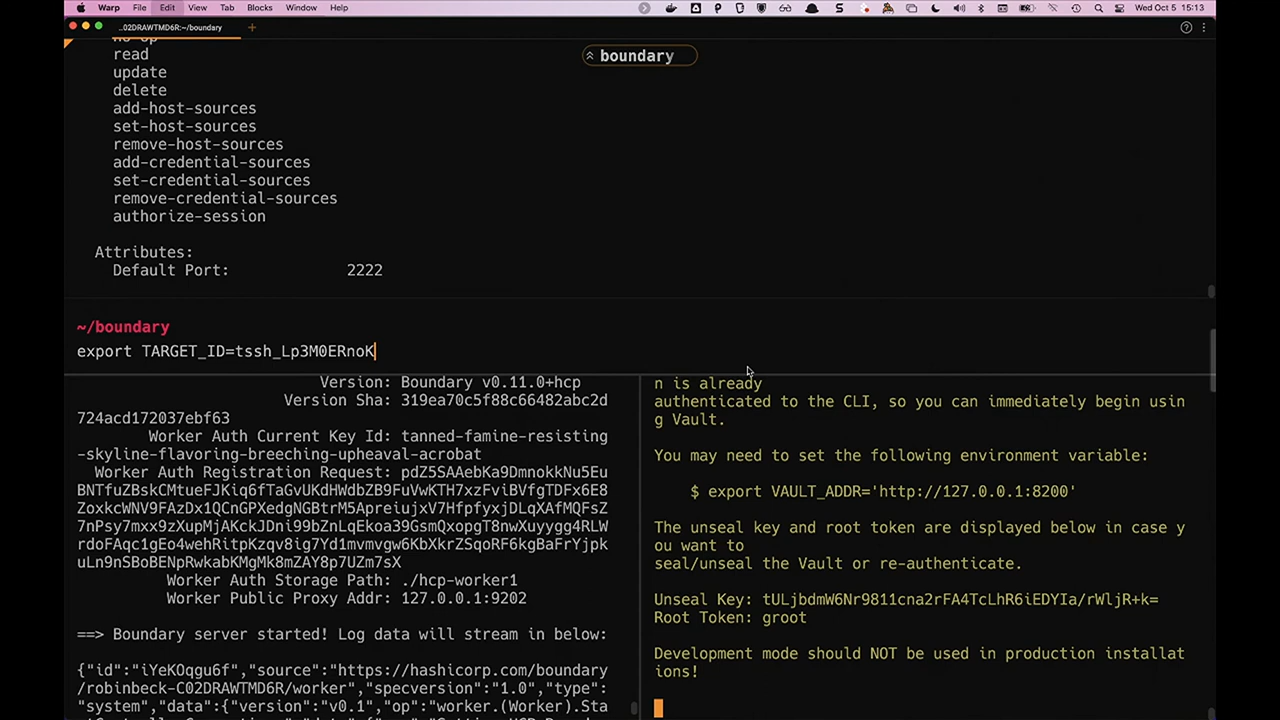 Warp File Edit View Tab Blocks Window Help Wed Oct 5 15:13
..02DRAWTMD6R:~/boundary
no-op
read
update
delete
add-host-sources
set-host-sources
remove-host-sources
add-credential-sources
set-credential-sources
remove-credential-sources
authorize-session
Attributes:
Default Port: 2222
boundary
~/boundary
export TARGET_ID=tssh_Lp3M0ERnoK
Version: Boundary v0.11.0+hcp
Version Sha: 319ea70c5f88c66482abc2d
724acd172037ebf63
Worker Auth Current Key Id: tanned-famine-resisting
-skyline-flavoring-breeching-upheaval-acrobat
Worker Auth Registration Request: pdZ5SAAebKa9DmnokkNu5Eu
BNTfuZBskCMtueFJKiq6fTaGvUKdHWdbZB9FuVwKTH7xzFviBVfgTDFx6E8
ZoxkcWNV9FAzDx1QCnGPXedgNGBtrM5ApreiujxV7HfpfyxjDLqXAfMQFsZ
7nPsy7mxx9zXupMjAKckJDni99bZnLqEkoa39GsmQxopgT8nwXuyygg4RLW
rdoFAqc1gEo4wehRitpKzqv8ig7Yd1mvmvgw6KbXkrZSqoRF6kgBaFrYjpk
uLn9nSBoBENpRwkabKMgMk8mZAY8p7UZm7sX
Worker Auth Storage Path: ./hcp-worker1
Worker Public Proxy Addr: 127.0.0.1:9202
==> Boundary server started! Log data will stream in below:
{"id":"iYeKOqgu6f","source":"https://hashicorp.com/boundary
/robinbeck-C02DRAWTMD6R/worker","specversion":"1.0","type":
"system","data":{"version":"v0.1","op":"worker.(Worker).Sta
n is already
authenticated to the CLI, so you can immediately begin usin
g Vault.
You may need to set the following environment variable:
$ export VAULT_ADDR='http://127.0.0.1:8200'
The unseal key and root token are displayed below in case y
ou want to
seal/unseal the Vault or re-authenticate.
Unseal Key: tULjbdmW6Nr9811cna2rFA4TcLhR6iEDYIa/rWljR+k=
Root Token: groot
Development mode should NOT be used in production installat
ions!